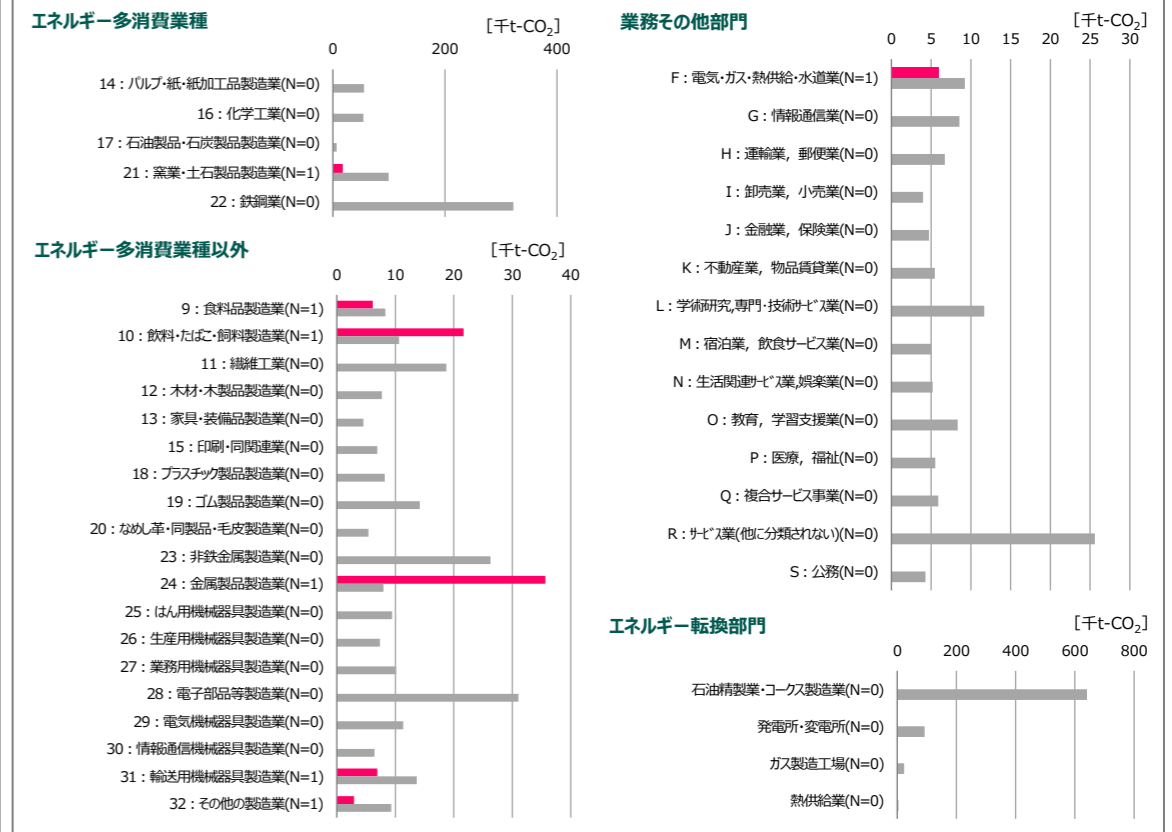 エネルギー多消費業種
[千t-CO2]
0 200 400
14：パルプ・紙・紙加工品製造業(N=0)
16：化学工業(N=0)
17：石油製品・石炭製品製造業(N=0)
21：窯業・土石製品製造業(N=1)
22：鉄鋼業(N=0)
エネルギー多消費業種以外
[千t-CO2]
0 10 20 30 40
9：食料品製造業(N=1)
10：飲料・たばこ・飼料製造業(N=1)
11：繊維工業(N=0)
12：木材・木製品製造業(N=0)
13：家具・装備品製造業(N=0)
15：印刷・同関連業(N=0)
18：プラスチック製品製造業(N=0)
19：ゴム製品製造業(N=0)
20：なめし革・同製品・毛皮製造業(N=0)
23：非鉄金属製造業(N=0)
24：金属製品製造業(N=1)
25：はん用機械器具製造業(N=0)
26：生産用機械器具製造業(N=0)
27：業務用機械器具製造業(N=0)
28：電子部品等製造業(N=0)
29：電気機械器具製造業(N=0)
30：情報通信機械器具製造業(N=0)
31：輸送用機械器具製造業(N=1)
32：その他の製造業(N=1)
業務その他部門
[千t-CO2]
0 5 10 15 20 25 30
F：電気・ガス・熱供給・水道業(N=1)
G：情報通信業(N=0)
H：運輸業，郵便業(N=0)
I：卸売業，小売業(N=0)
J：金融業，保険業(N=0)
K：不動産業，物品賃貸業(N=0)
L：学術研究,専門・技術ｻｰﾋﾞｽ業(N=0)
M：宿泊業，飲食サービス業(N=0)
N：生活関連ｻｰﾋﾞｽ業,娯楽業(N=0)
O：教育，学習支援業(N=0)
P：医療，福祉(N=0)
Q：複合サービス事業(N=0)
R：ｻｰﾋﾞｽ業(他に分類されない)(N=0)
S：公務(N=0)
エネルギー転換部門
[千t-CO2]
0 200 400 600 800
石油精製業・コークス製造業(N=0)
発電所・変電所(N=0)
ガス製造工場(N=0)
熱供給業(N=0)